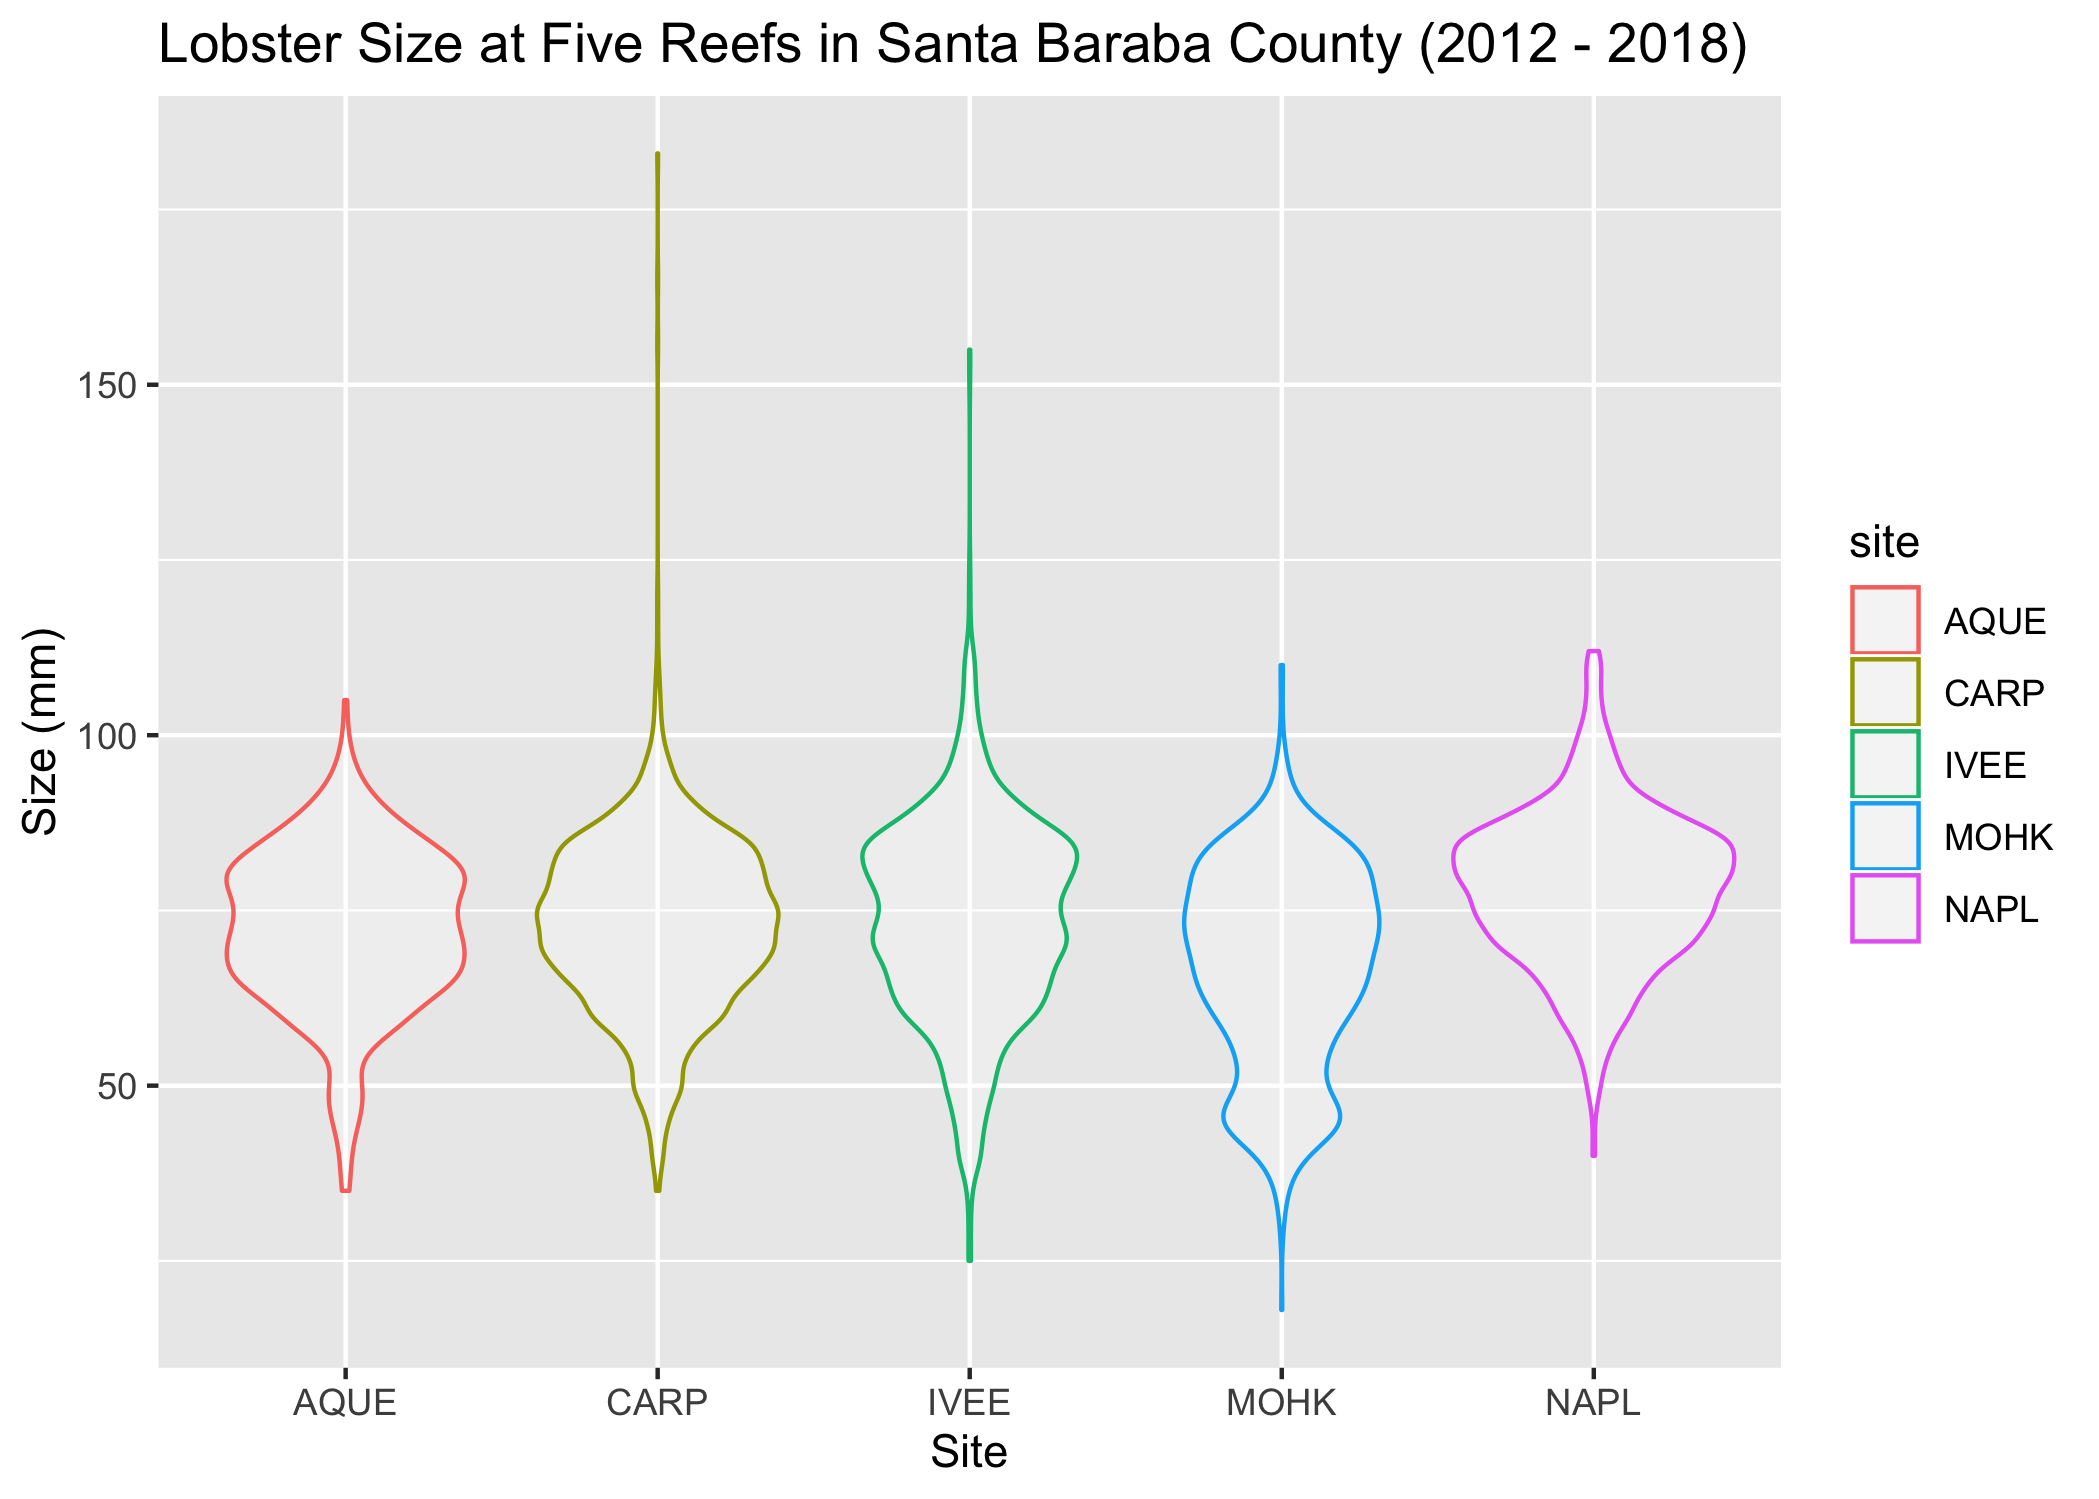 Lobster Size at Five Reefs in Santa Baraba County (2012 - 2018)
Size (mm)
150
100
50
AQUE CARP IVEE MOHK NAPL
Site
site
AQUE
CARP
IVEE
MOHK
NAPL